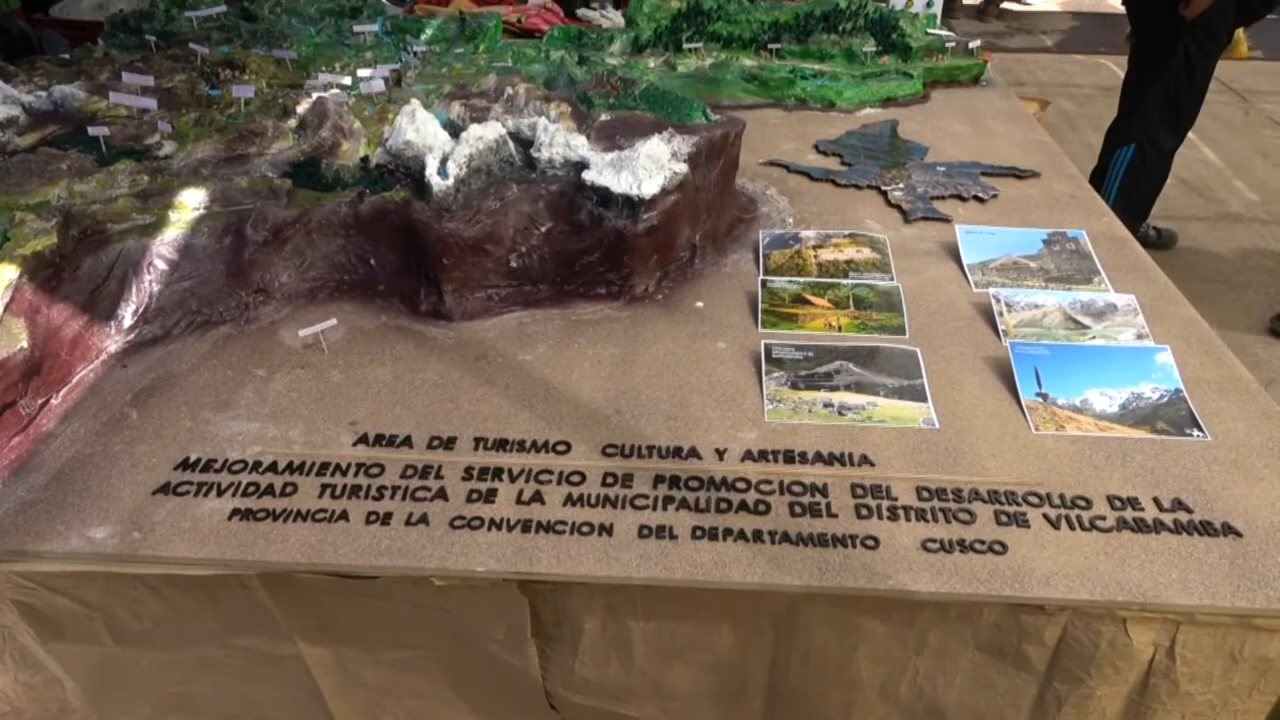 AREA DE TURISMO CULTURA Y ARTESANIA
MEJORAMIENTO DEL SERVICIO DE PROMOCION DEL DESARROLLO DE LA
ACTIVIDAD TURISTICA DE LA MUNICIPALIDAD DEL DISTRITO DE VILCABAMBA
PROVINCIA DE LA CONVENCION DEL DEPARTAMENTO CUSCO